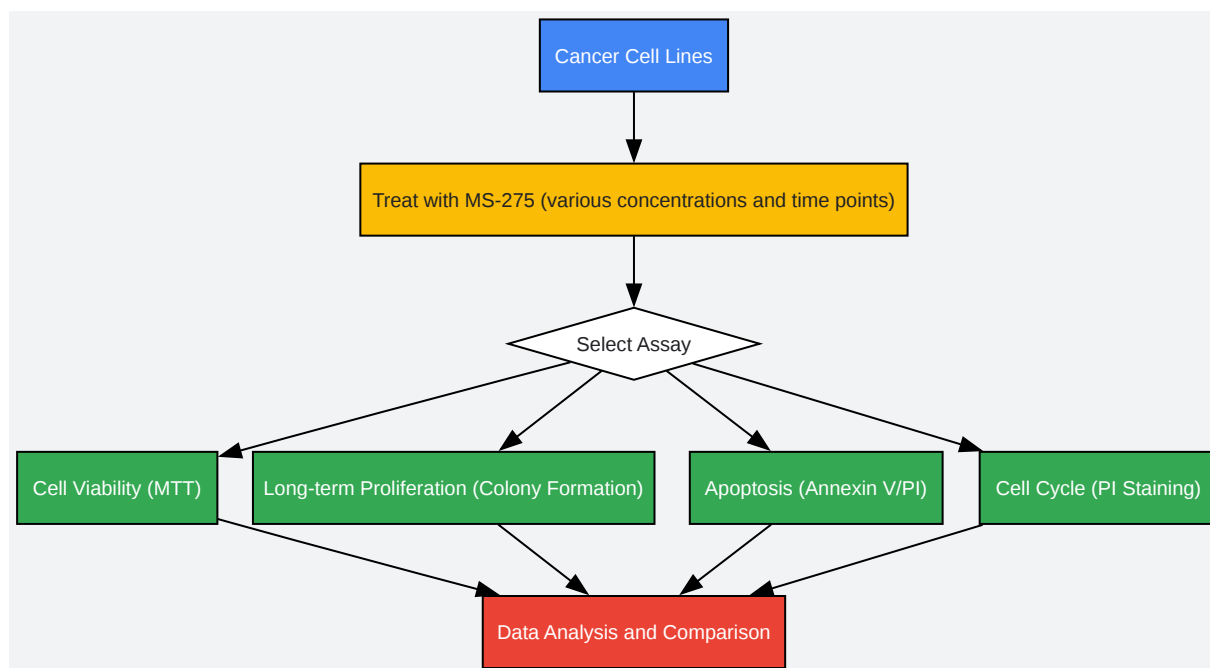 Cancer Cell Lines
Treat with MS-275 (various concentrations and time points)
Select Assay
Cell Viability (MTT)
Long-term Proliferation (Colony Formation)
Apoptosis (Annexin V/PI)
Cell Cycle (PI Staining)
Data Analysis and Comparison